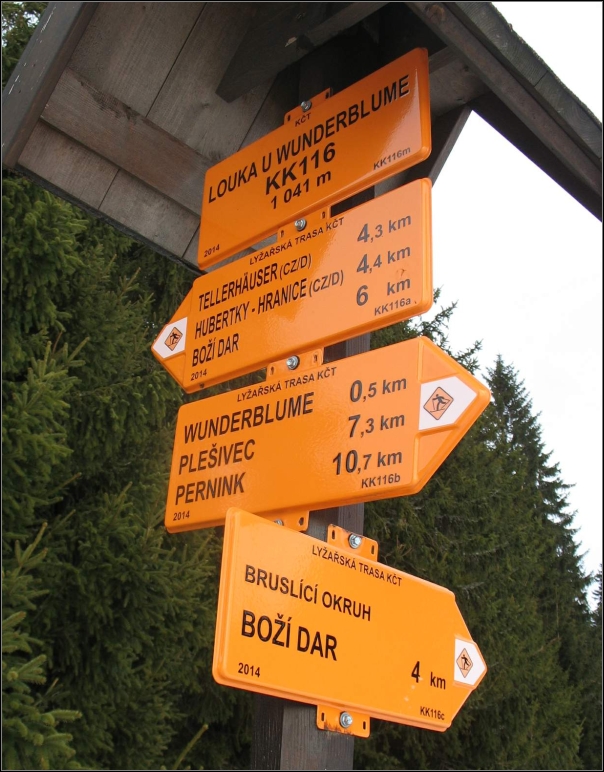 KČT
LOUKA U WUNDERBLUME
KK116
1 041 m
KK116m
2014
LYŽAŘSKÁ TRASA KČT
TELLERHÄUSER (CZ/D) 4,3 km
HUBERTKY - HRANICE (CZ/D) 4,4 km
BOŽÍ DAR 6 km
2014 KK116a
LYŽAŘSKÁ TRASA KČT
WUNDERBLUME 0,5 km
PLEŠIVEC 7,3 km
PERNINK 10,7 km
2014 KK116b
LYŽAŘSKÁ TRASA KČT
BRUSLÍCÍ OKRUH
BOŽÍ DAR 4 km
2014 KK116c